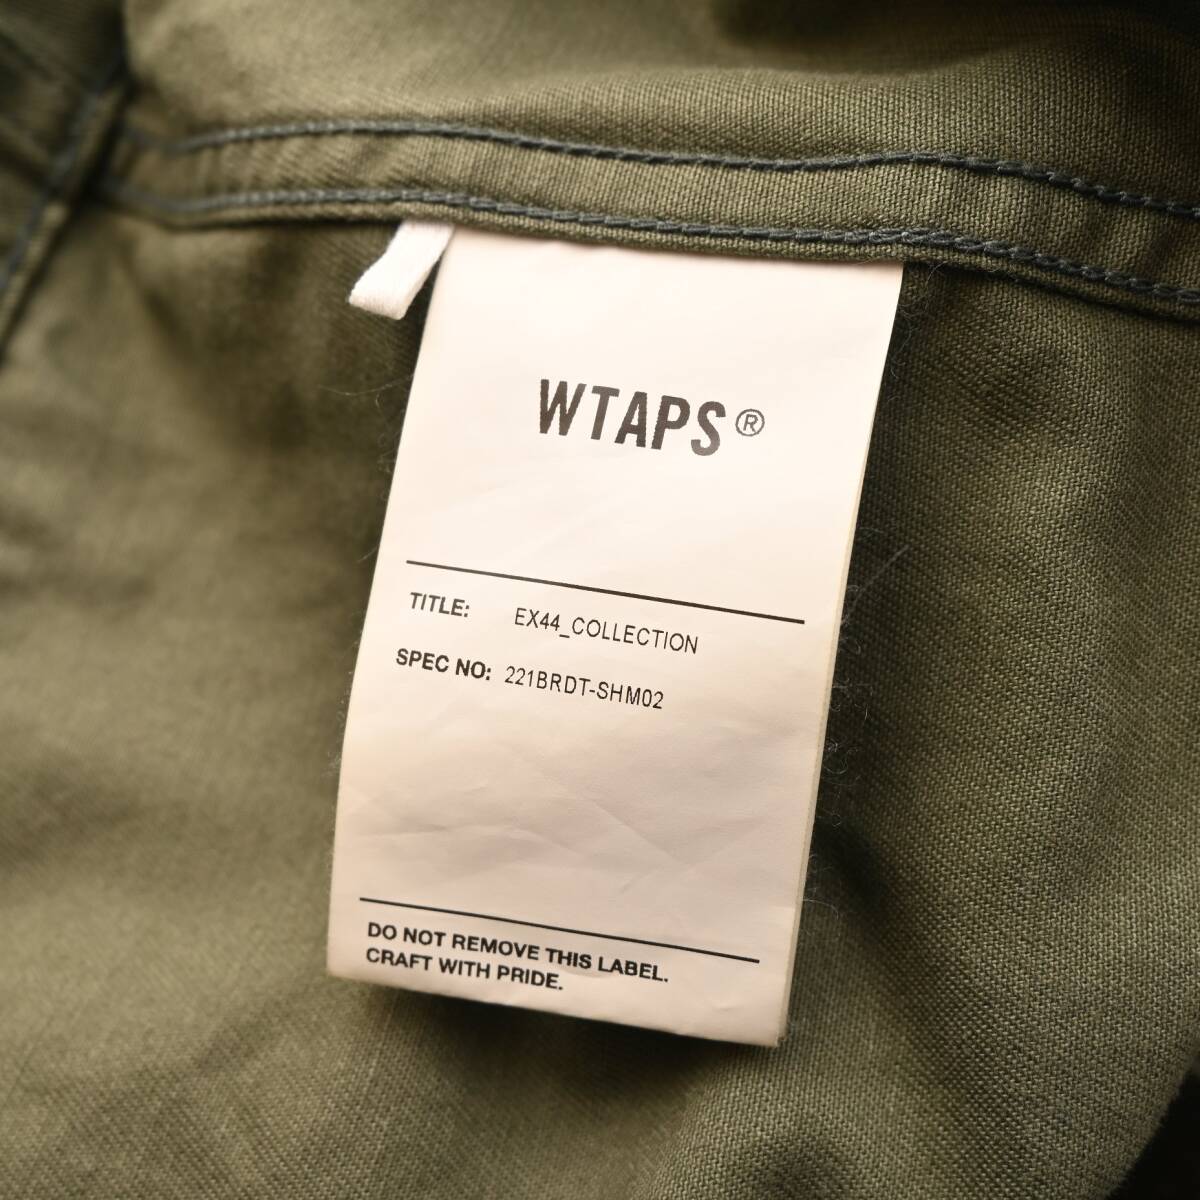 WTAPS®
TITLE: EX44_COLLECTION
SPEC NO: 221BRDT-SHM02
DO NOT REMOVE THIS LABEL.
CRAFT WITH PRIDE.